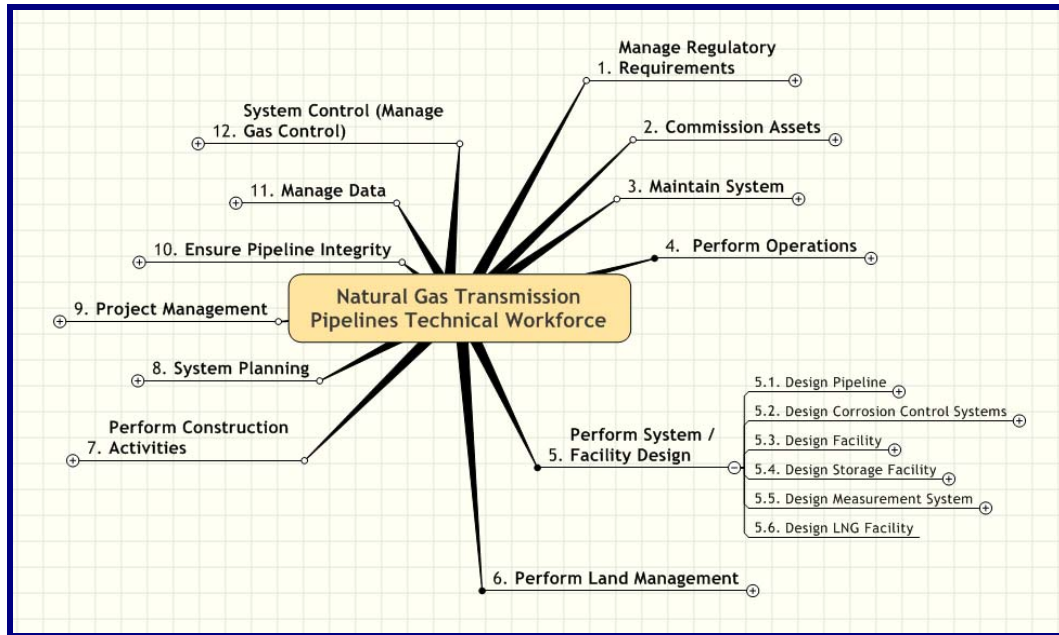 Natural Gas Transmission
Pipelines Technical Workforce
Manage Regulatory
1. Requirements
2. Commission Assets
3. Maintain System
4. Perform Operations
Perform System /
5. Facility Design
5.1. Design Pipeline
5.2. Design Corrosion Control Systems
5.3. Design Facility
5.4. Design Storage Facility
5.5. Design Measurement System
5.6. Design LNG Facility
6. Perform Land Management
Perform Construction
7. Activities
8. System Planning
9. Project Management
10. Ensure Pipeline Integrity
11. Manage Data
System Control (Manage
12. Gas Control)